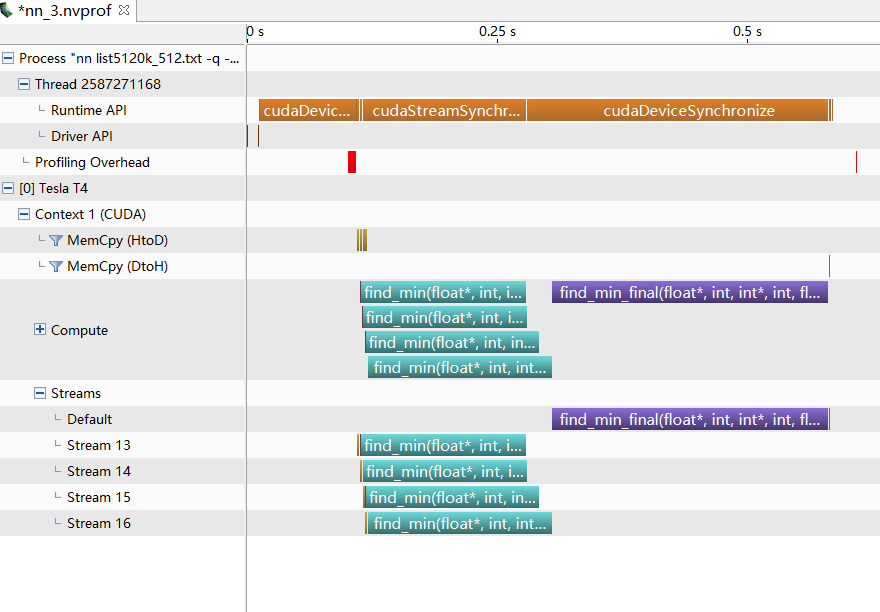 *nn_3.nvprof
0 s 0.25 s 0.5 s
Process "nn list5120k_512.txt -q -...
Thread 2587271168
Runtime API cudaDevic... cudaStreamSynchr... cudaDeviceSynchronize
Driver API
Profiling Overhead
[0] Tesla T4
Context 1 (CUDA)
MemCpy (HtoD)
MemCpy (DtoH)
find_min(float*, int, i... find_min_final(float*, int, int*, int, fl...
find_min(float*, int, i...
Compute
find_min(float*, int, in...
find_min(float*, int, int...
Streams
Default find_min_final(float*, int, int*, int, fl...
Stream 13 find_min(float*, int, i...
Stream 14 find_min(float*, int, i...
Stream 15 find_min(float*, int, in...
Stream 16 find_min(float*, int, int...